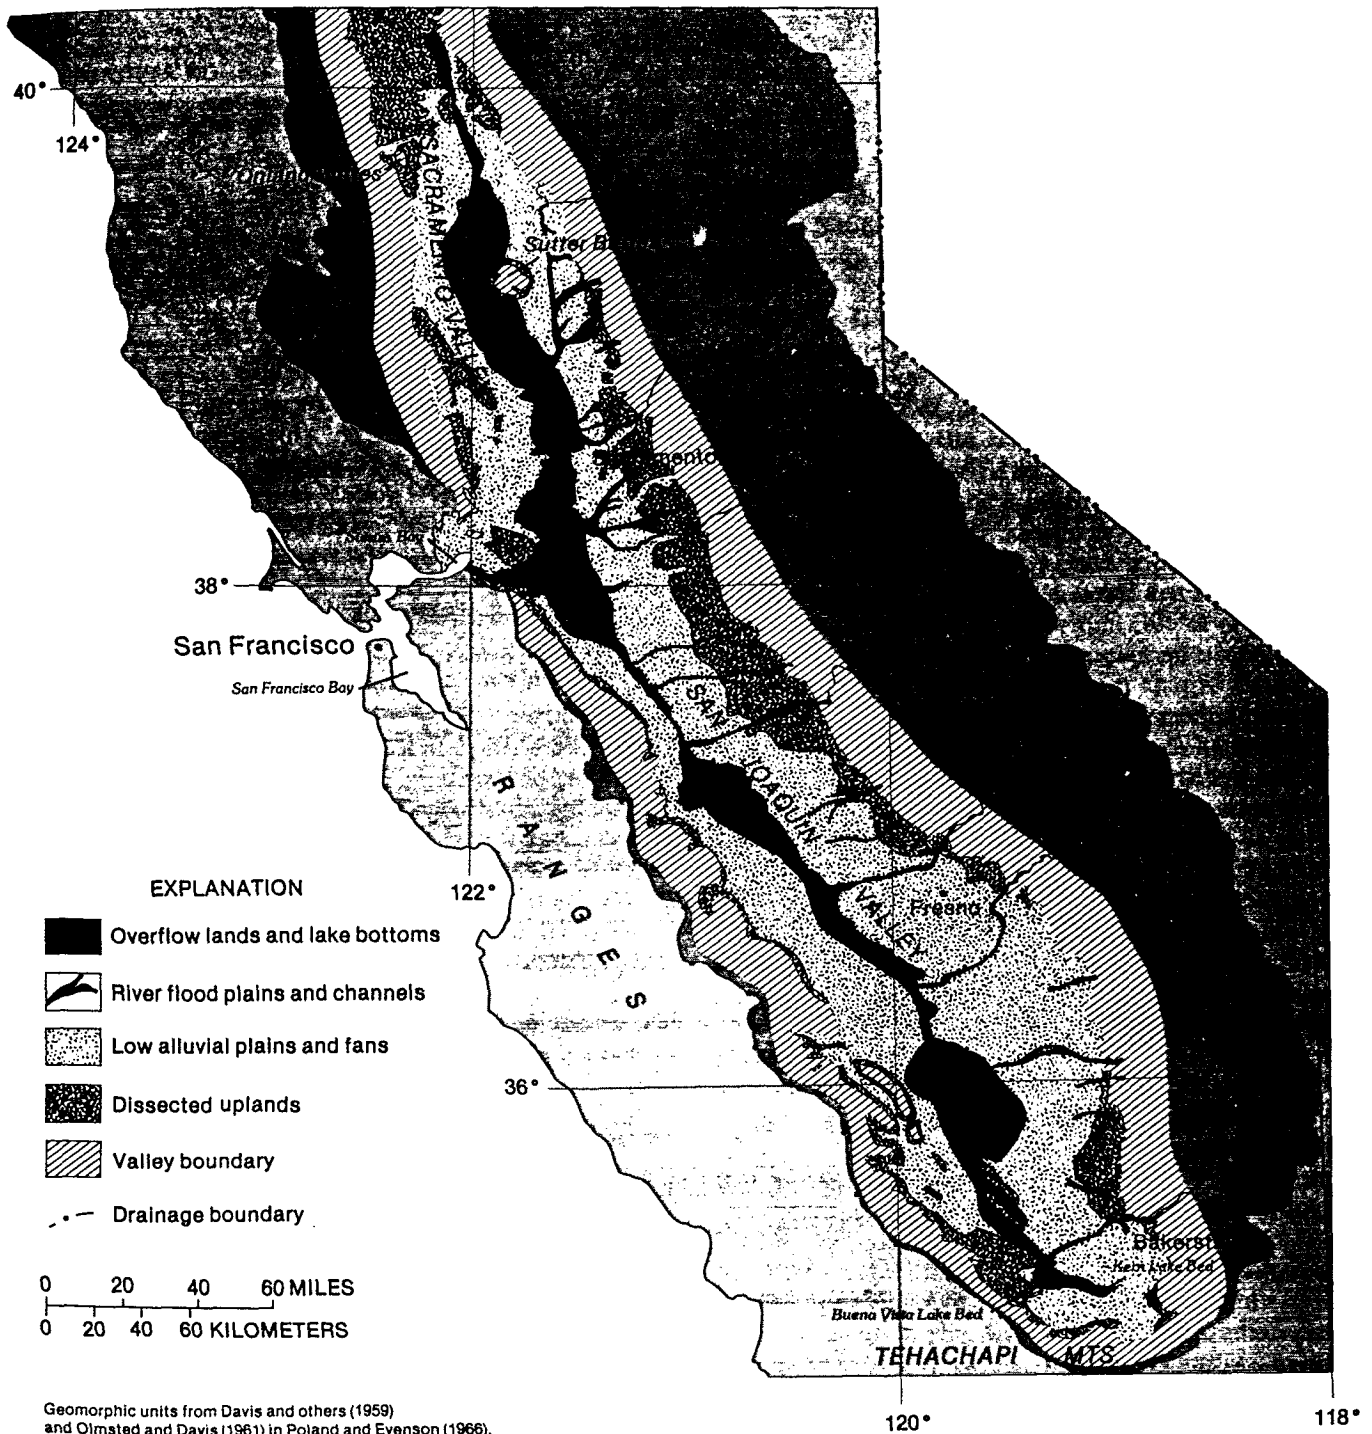 40°
124°
SACRAMENTO VALLEY
Sutter
38°
San Francisco
San Francisco Bay
SAN JOAQUIN VALLEY
RANGES
122°
Fresno
36°
EXPLANATION
Overflow lands and lake bottoms
River flood plains and channels
Low alluvial plains and fans
Dissected uplands
Valley boundary
Drainage boundary
0 20 40 60 MILES
0 20 40 60 KILOMETERS
Kern Lake Bed
Buena Vista Lake Bed
TEHACHAPI MTS
120°
118°
Geomorphic units from Davis and others (1959)
and Olmsted and Davis (1961) in Poland and Evenson (1966).